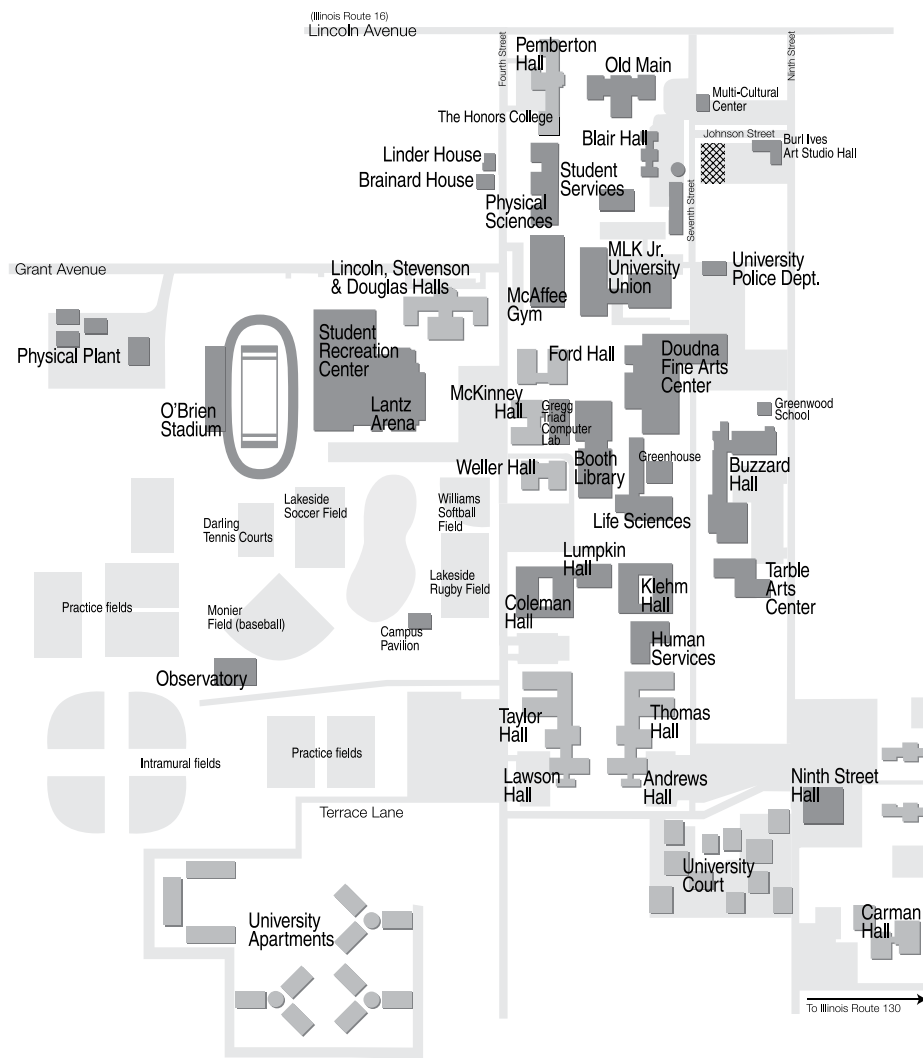 (Illinois Route 16)
Lincoln Avenue
Fourth Street
Ninth Street
Pemberton
Hall
Old Main
Multi-Cultural
Center
The Honors College
Blair Hall
Johnson Street
Burl Ives
Art Studio Hall
Linder House
Brainard House
Student
Services
Physical
Sciences
Seventh Street
Grant Avenue
Lincoln, Stevenson
& Douglas Halls
McAffee
Gym
MLK Jr.
University
Union
University
Police Dept.
Physical Plant
Student
Recreation
Center
Ford Hall
Doudna
Fine Arts
Center
O'Brien
Stadium
Lantz
Arena
McKinney
Hall
Gregg
Triad
Computer
Lab
Greenwood
School
Weller Hall
Booth
Library
Greenhouse
Buzzard
Hall
Lakeside
Soccer Field
Williams
Softball
Field
Darling
Tennis Courts
Life Sciences
Lumpkin
Hall
Practice fields
Monier
Field (baseball)
Lakeside
Rugby Field
Coleman
Hall
Klehm
Hall
Tarble
Arts
Center
Campus
Pavilion
Human
Services
Observatory
Taylor
Hall
Thomas
Hall
Intramural fields
Practice fields
Lawson
Hall
Andrews
Hall
Ninth Street
Hall
Terrace Lane
University
Court
University
Apartments
Carman
Hall
To Illinois Route 130